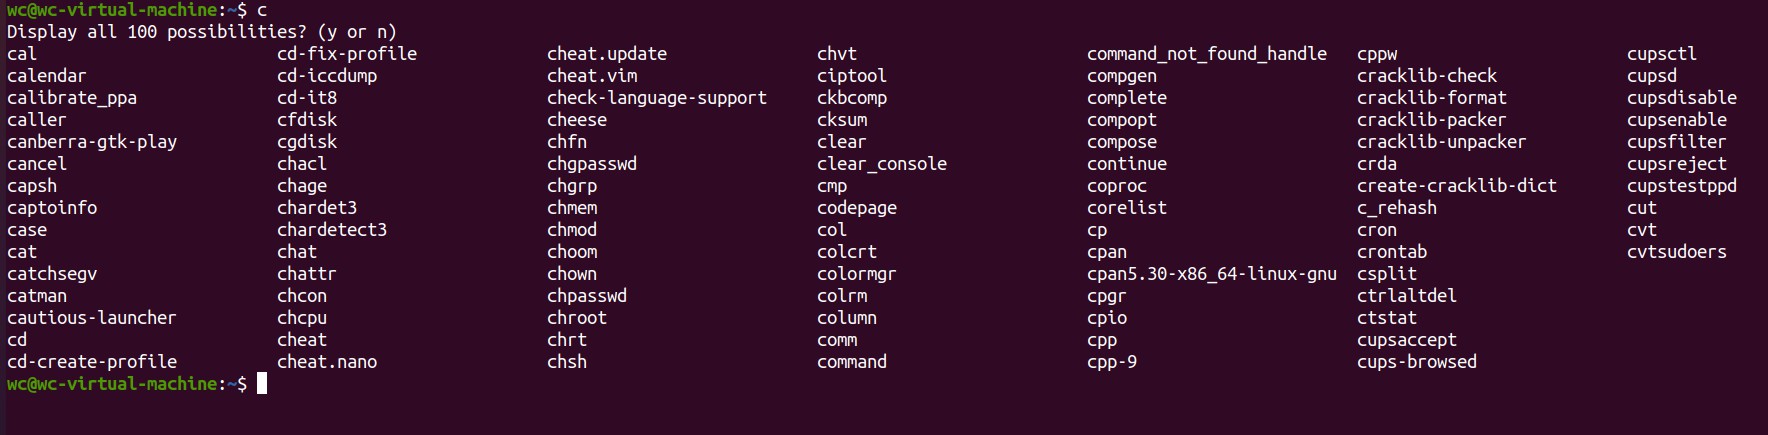 wc@wc-virtual-machine:~$ c
Display all 100 possibilities? (y or n)
cal cd-fix-profile cheat.update chvt command_not_found_handle cppw cupsctl
calendar cd-iccdump cheat.vim ciptool compgen cracklib-check cupsd
calibrate_ppa cd-it8 check-language-support ckbcomp complete cracklib-format cupsdisable
caller cfdisk cheese cksum compopt cracklib-packer cupsenable
canberra-gtk-play cgdisk chfn clear compose cracklib-unpacker cupsfilter
cancel chacl chgpasswd clear_console continue crda cupsreject
capsh chage chgrp cmp coproc create-cracklib-dict cupstestppd
captoinfo chardet3 chmem codepage corelist c_rehash cut
case chardetect3 chmod col cp cron cvt
cat chat choom colcrt cpan crontab cvtsudoers
catchsegv chattr chown colormgr cpan5.30-x86_64-linux-gnu csplit
catman chcon chpasswd colrm cpgr ctrlaltdel
cautious-launcher chcpu chroot column cpio ctstat
cd cheat chrt comm cpp cupsaccept
cd-create-profile cheat.nano chsh command cpp-9 cups-browsed
wc@wc-virtual-machine:~$